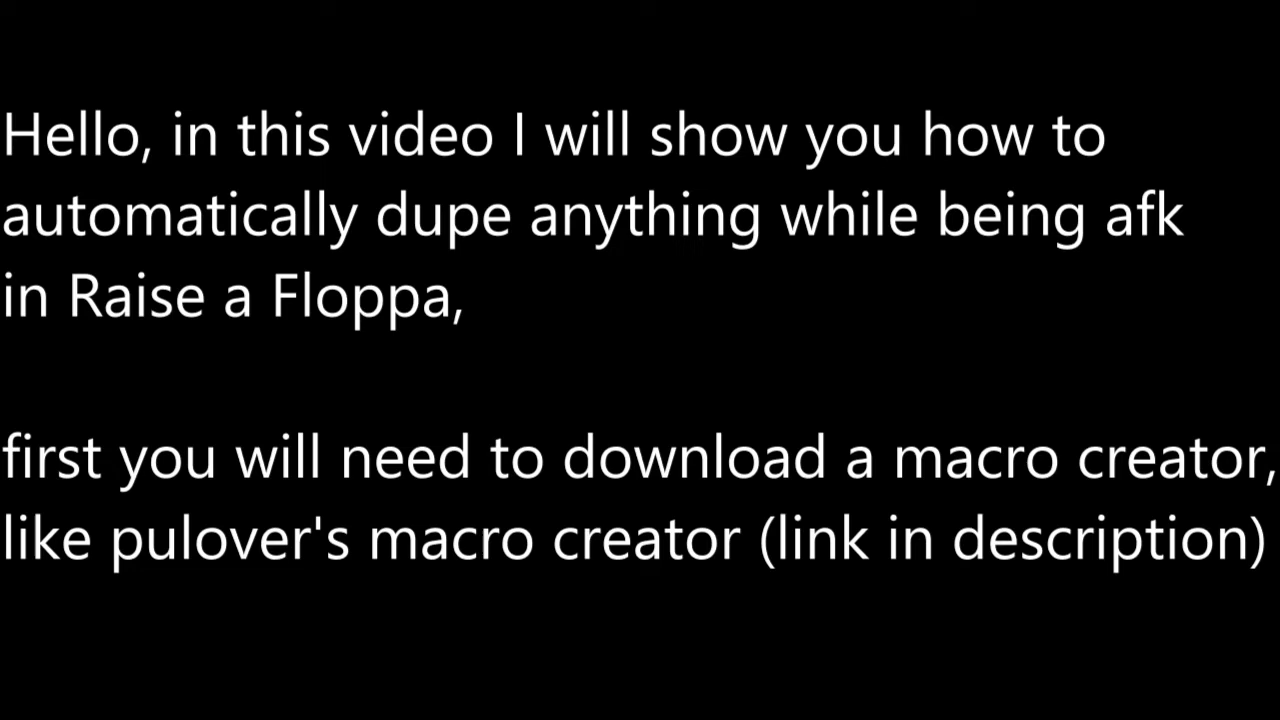 Hello, in this video I will show you how to
automatically dupe anything while being afk
in Raise a Floppa,
first you will need to download a macro creator,
like pulover's macro creator (link in description)